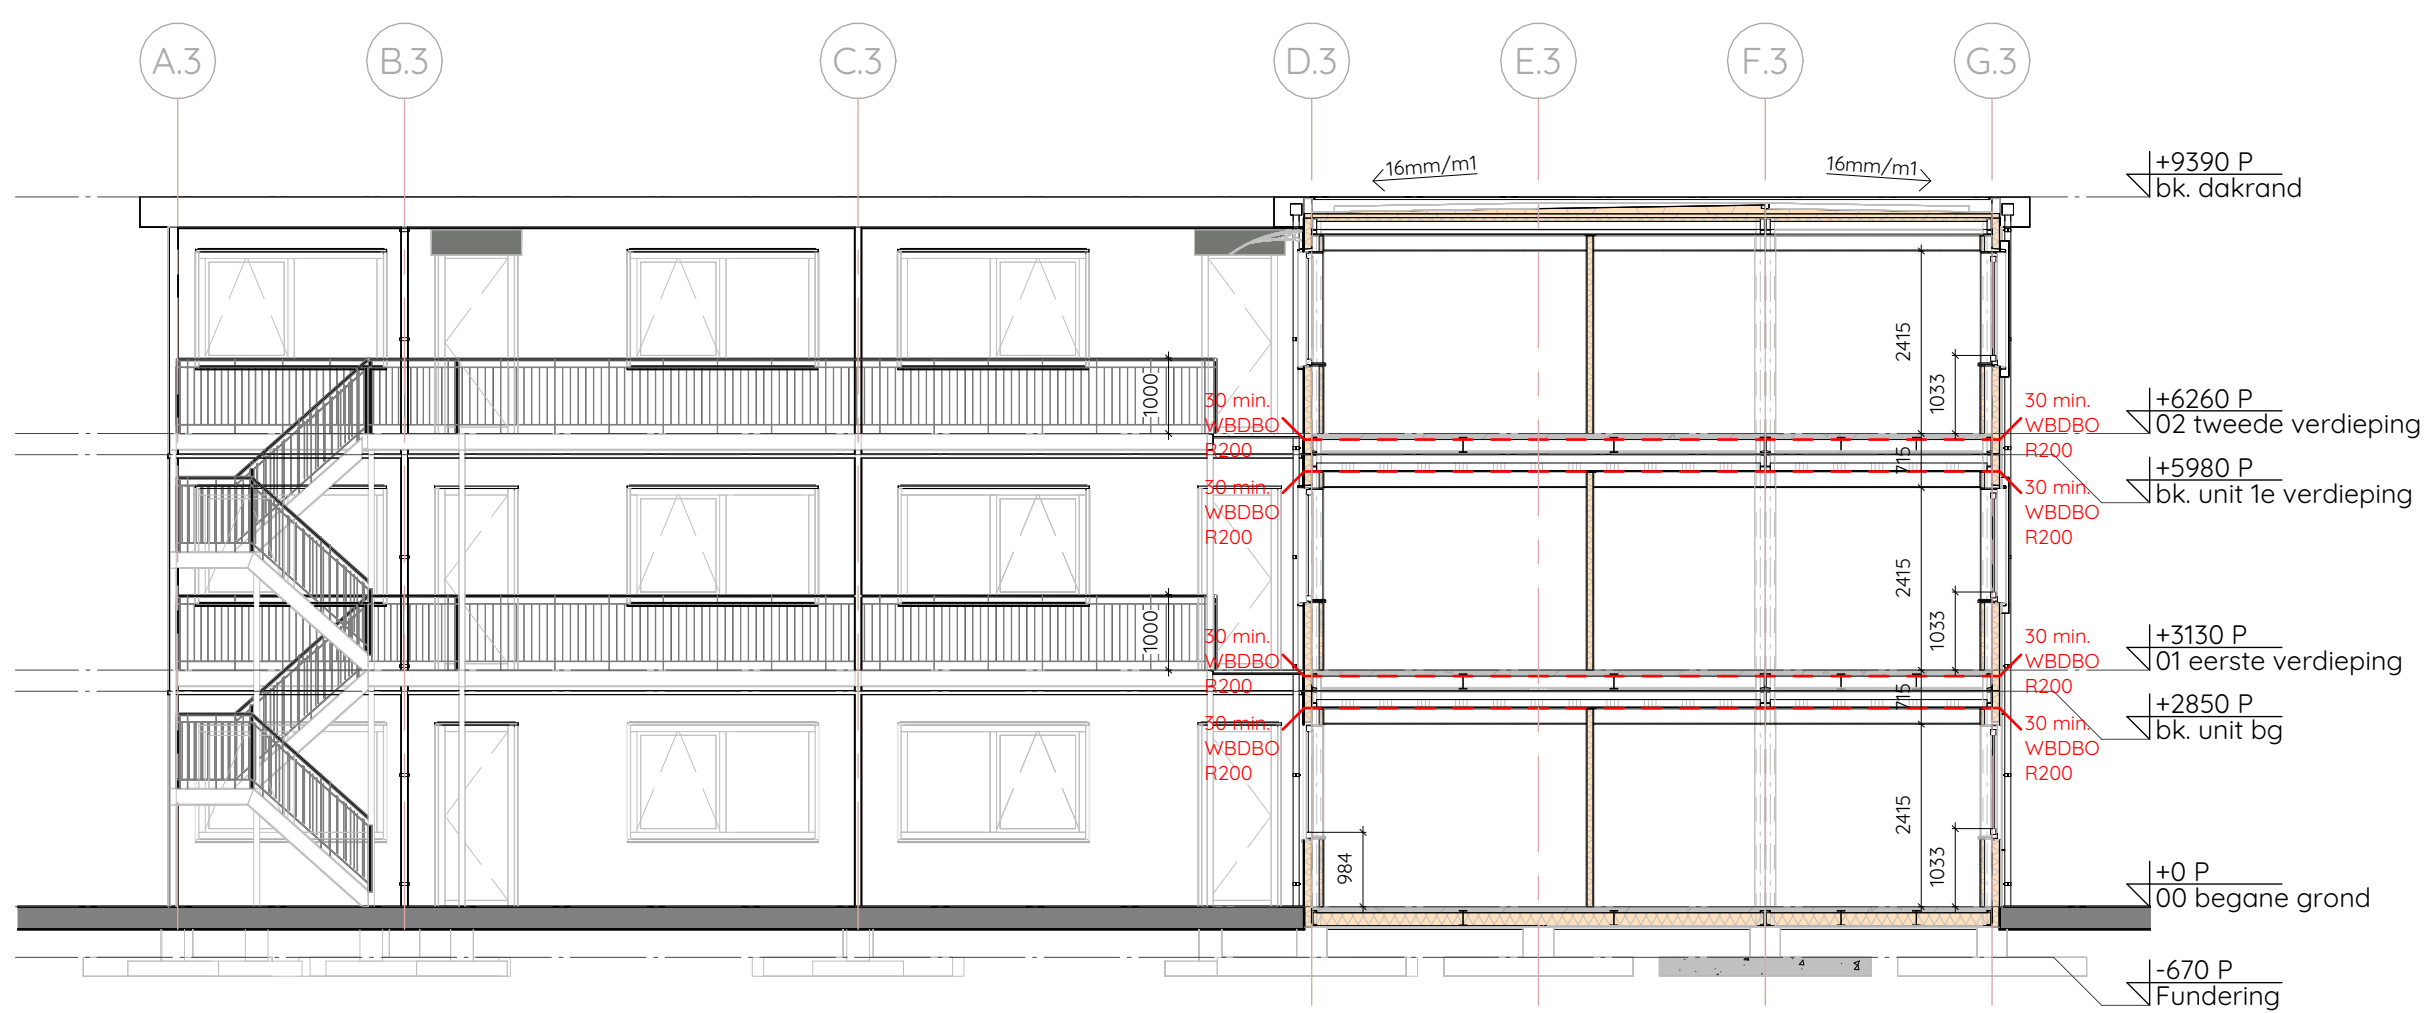 A.3
B.3
C.3
D.3
E.3
F.3
G.3
16mm/m1
16mm/m1
+9390 P
bk. dakrand
2415
1033
1000
30 min.
WBDBO
R200
30 min.
WBDBO
R200
+6260 P
02 tweede verdieping
715
+5980 P
bk. unit 1e verdieping
30 min.
WBDBO
R200
30 min.
WBDBO
R200
2415
1033
1000
30 min.
WBDBO
R200
30 min.
WBDBO
R200
+3130 P
01 eerste verdieping
715
+2850 P
bk. unit bg
30 min.
WBDBO
R200
30 min.
WBDBO
R200
2415
1033
984
+0 P
00 begane grond
-670 P
Fundering